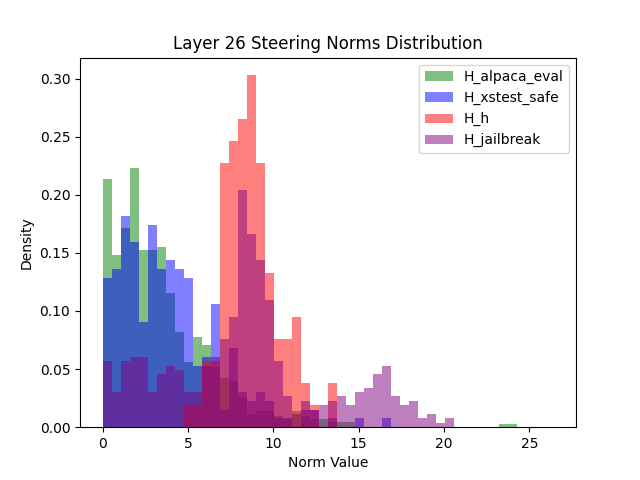 Layer 26 Steering Norms Distribution
H_alpaca_eval
H_xstest_safe
H_h
H_jailbreak
0.30
0.25
0.20
0.15
0.10
0.05
0.00
Density
0 5 10 15 20 25
Norm Value